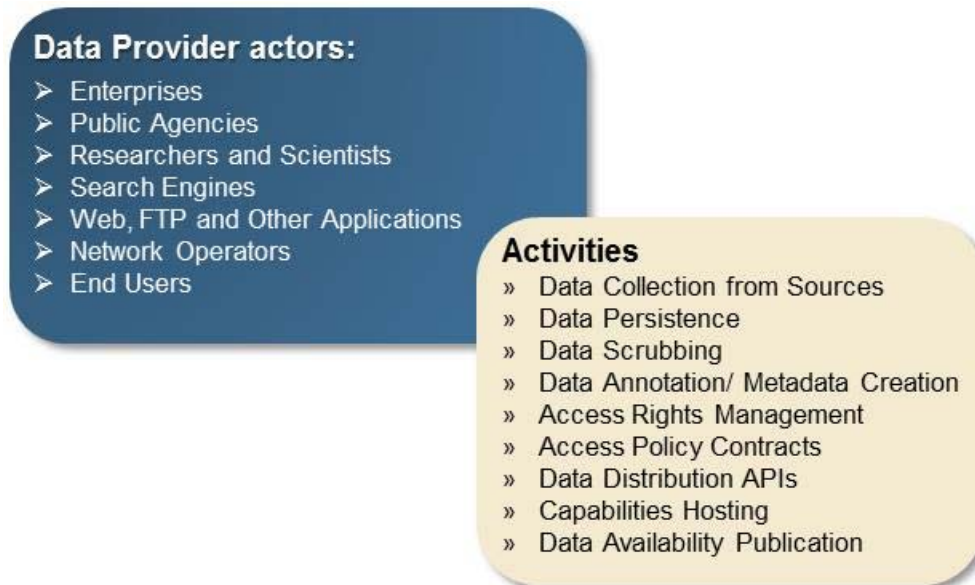 Data Provider actors:
➤ Enterprises
➤ Public Agencies
➤ Researchers and Scientists
➤ Search Engines
➤ Web, FTP and Other Applications
➤ Network Operators
➤ End Users
Activities
» Data Collection from Sources
» Data Persistence
» Data Scrubbing
» Data Annotation/ Metadata Creation
» Access Rights Management
» Access Policy Contracts
» Data Distribution APIs
» Capabilities Hosting
» Data Availability Publication